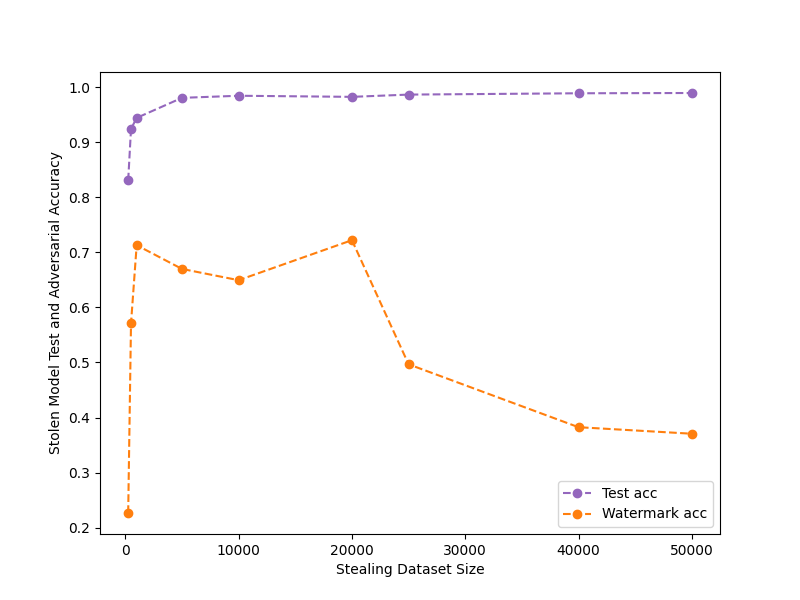 1.0
0.9
0.8
0.7
0.6
0.5
0.4
0.3
0.2
Stolen Model Test and Adversarial Accuracy
Test acc
Watermark acc
0 10000 20000 30000 40000 50000
Stealing Dataset Size